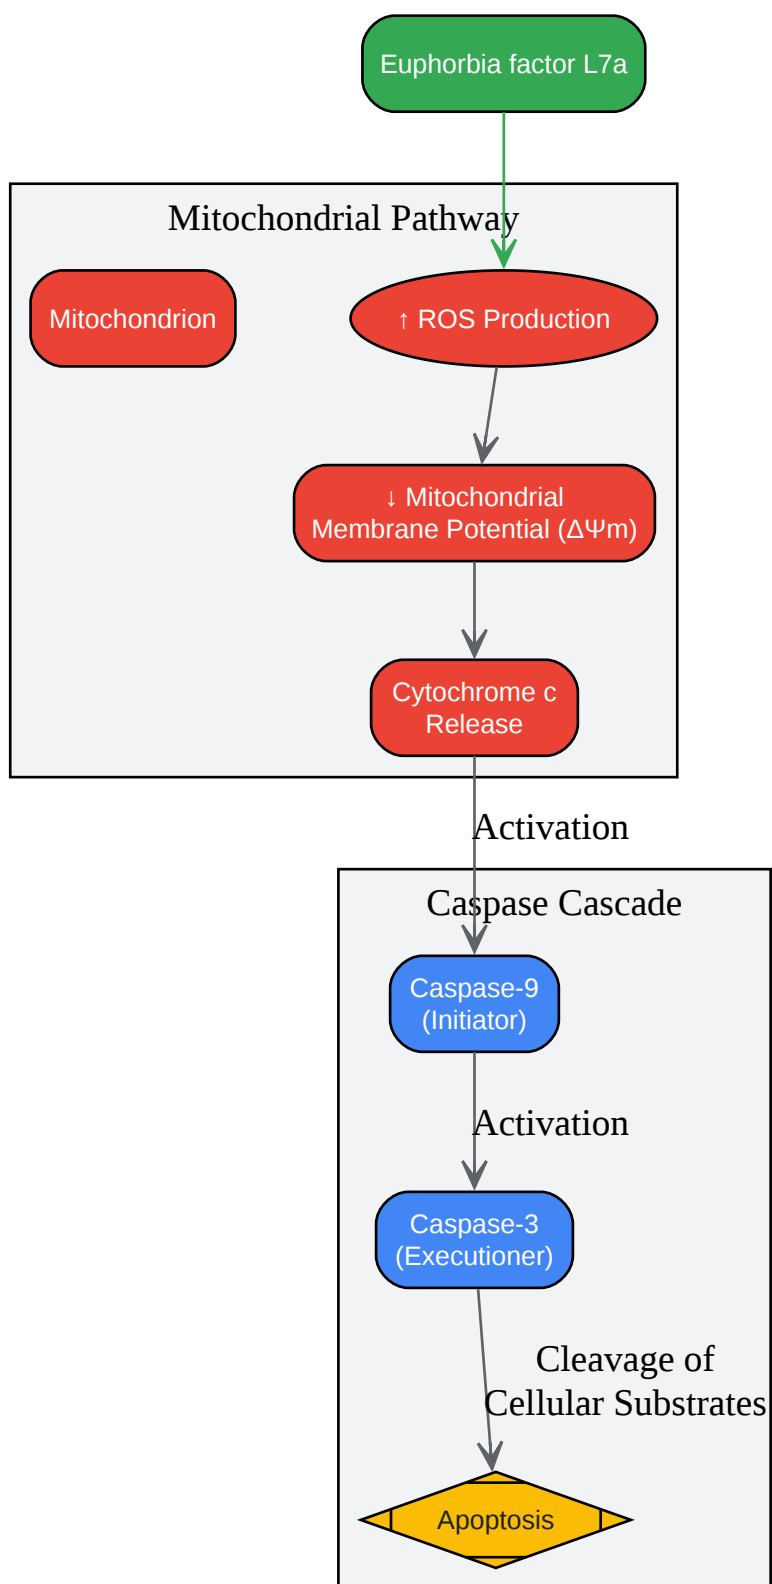 Euphorbia factor L7a
Mitochondrial Pathway
Mitochondrion
↑ ROS Production
↓ Mitochondrial
Membrane Potential (ΔΨm)
Cytochrome c
Release
Activation
Caspase Cascade
Caspase-9
(Initiator)
Activation
Caspase-3
(Executioner)
Cleavage of
Cellular Substrates
Apoptosis